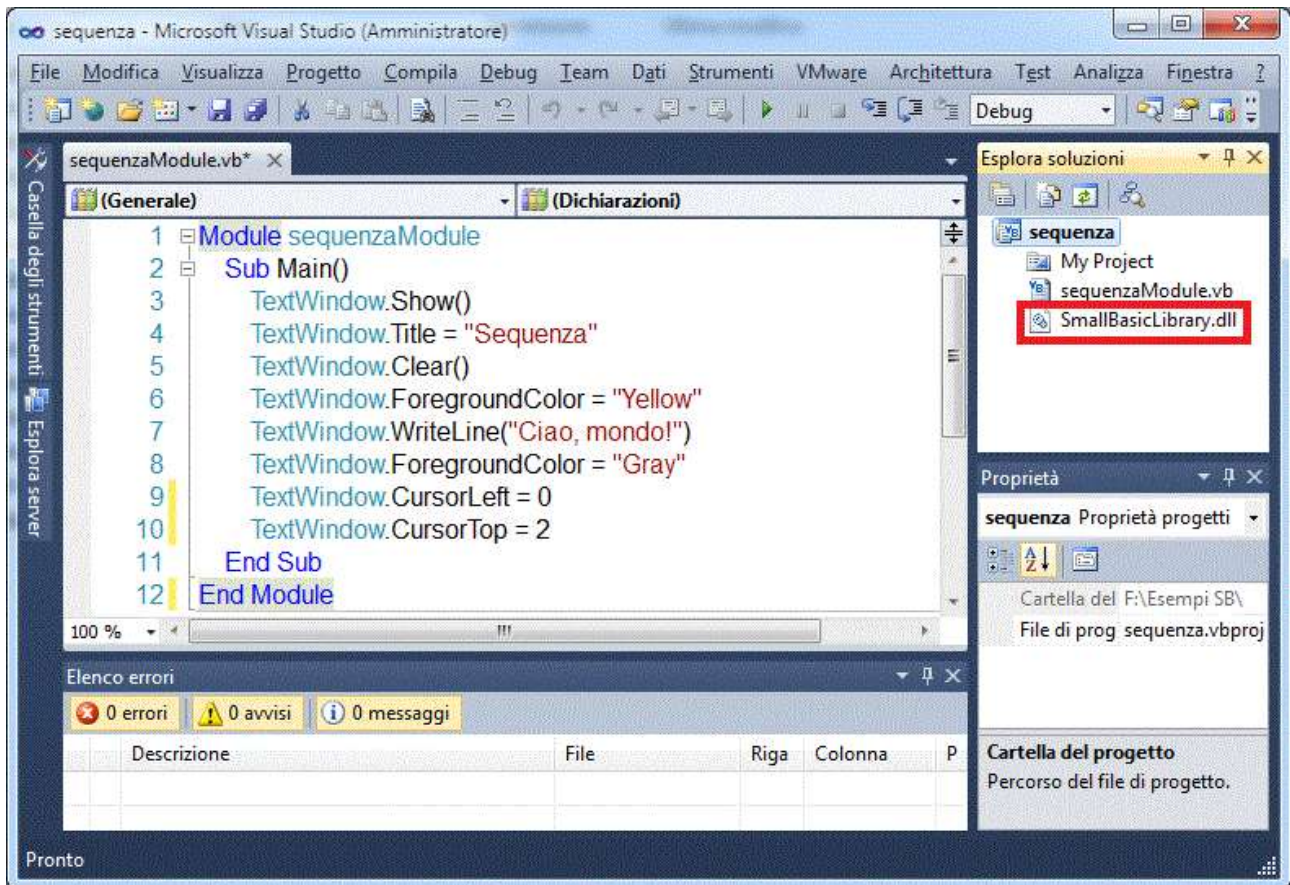 sequenza - Microsoft Visual Studio (Amministratore)
File Modifica Visualizza Progetto Compila Debug Team Dati Strumenti VMware Architettura Test Analizza Finestra ?
Debug
Casella degli strumenti
Esplora server
sequenzaModule.vb*
(Generale) (Dichiarazioni)
1 Module sequenzaModule
2 Sub Main()
3 TextWindow.Show()
4 TextWindow.Title = "Sequenza"
5 TextWindow.Clear()
6 TextWindow.ForegroundColor = "Yellow"
7 TextWindow.WriteLine("Ciao, mondo!")
8 TextWindow.ForegroundColor = "Gray"
9 TextWindow.CursorLeft = 0
10 TextWindow.CursorTop = 2
11 End Sub
12 End Module
100 %
Elenco errori
0 errori 0 avvisi 0 messaggi
Descrizione File Riga Colonna P
Esplora soluzioni
sequenza
My Project
sequenzaModule.vb
SmallBasicLibrary.dll
Proprietà
sequenza Proprietà progetti
Cartella del F:\Esempi SB\
File di prog sequenza.vbproj
Cartella del progetto
Percorso del file di progetto.
Pronto